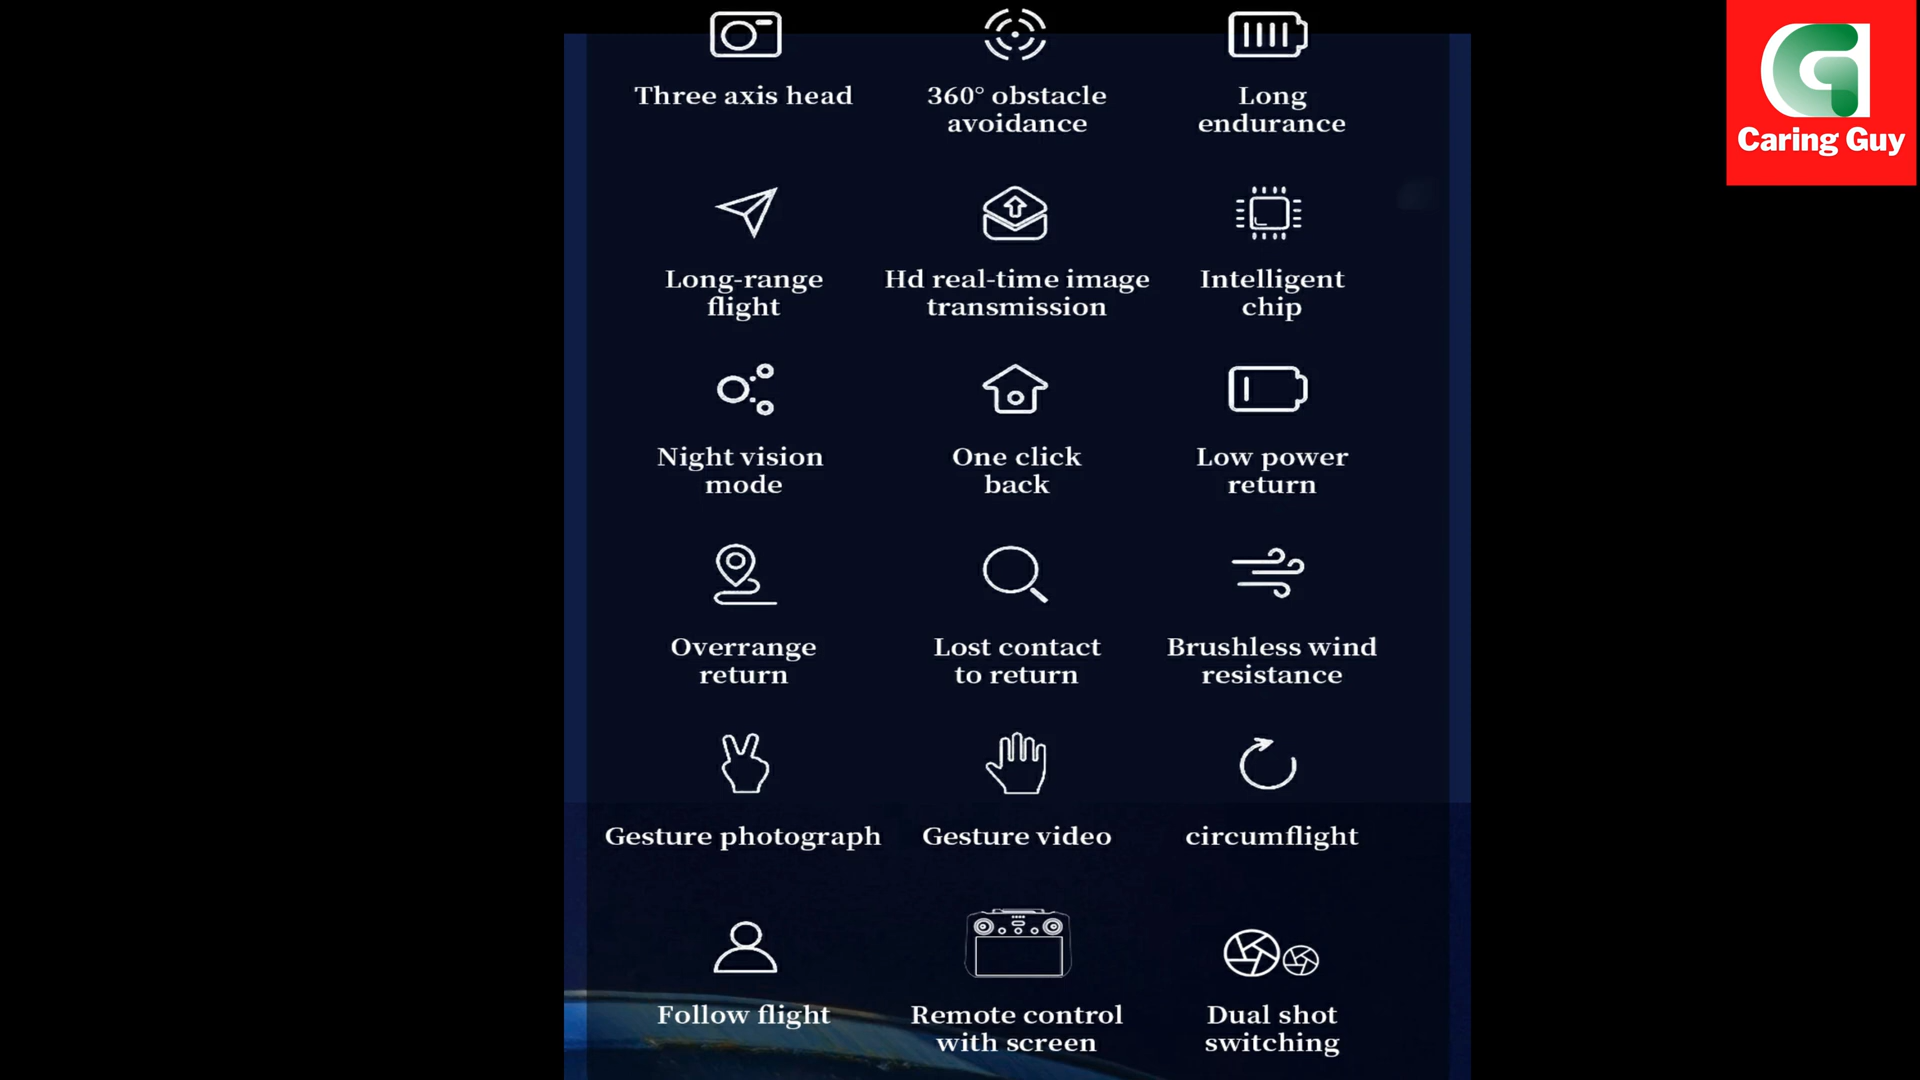 Three axis head
360° obstacle
avoidance
Long
endurance
Caring Guy
Long-range
flight
Hd real-time image
transmission
Intelligent
chip
Night vision
mode
One click
back
Low power
return
Overrange
return
Lost contact
to return
Brushless wind
resistance
Gesture photograph
Gesture video
circumflight
Follow flight
Remote control
with screen
Dual shot
switching